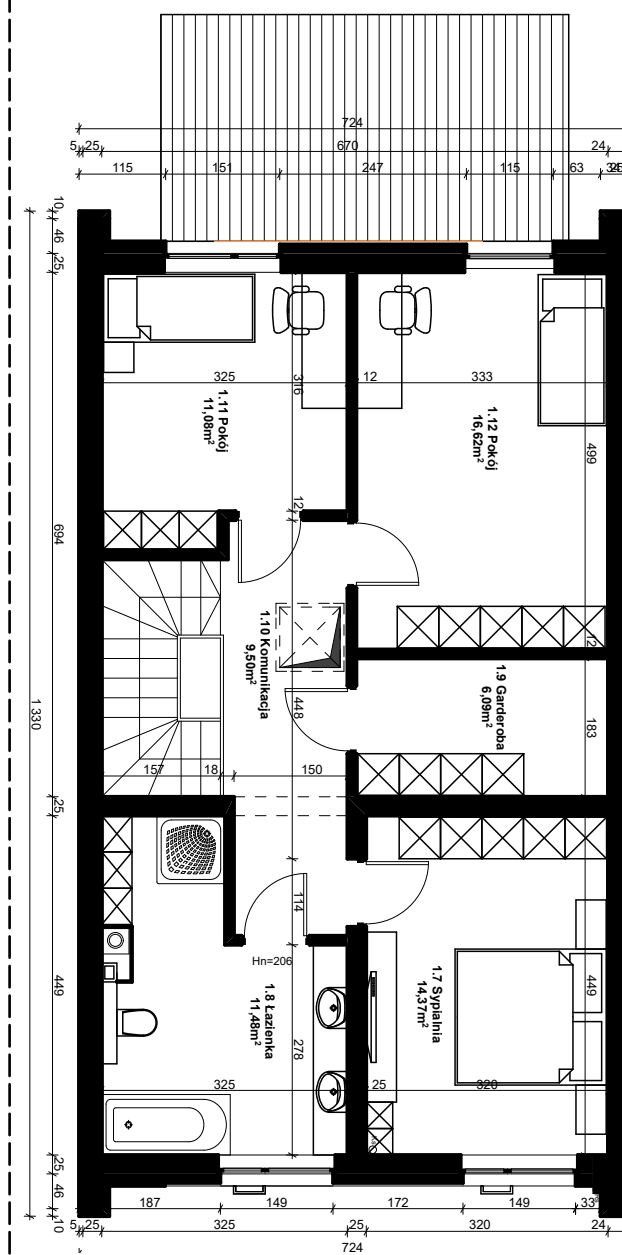 724
5 25 670 24
115 151 247 115 63
10
46
25
325 316 12 333
1.11 Pokój
11,08m²
1.12 Pokój
16,62m²
499
12
694
1.10 Komunikacja
9,50m²
12
1.9 Garderoba
6,09m²
448
183
1 330
157 18 150
25
114
Hn=206
1.8 Łazienka
11,48m²
1.7 Sypialnia
14,37m²
449
449
278
325 25 320
25
46
10
187 149 172 149 33
5 25 325 25 320 24
724